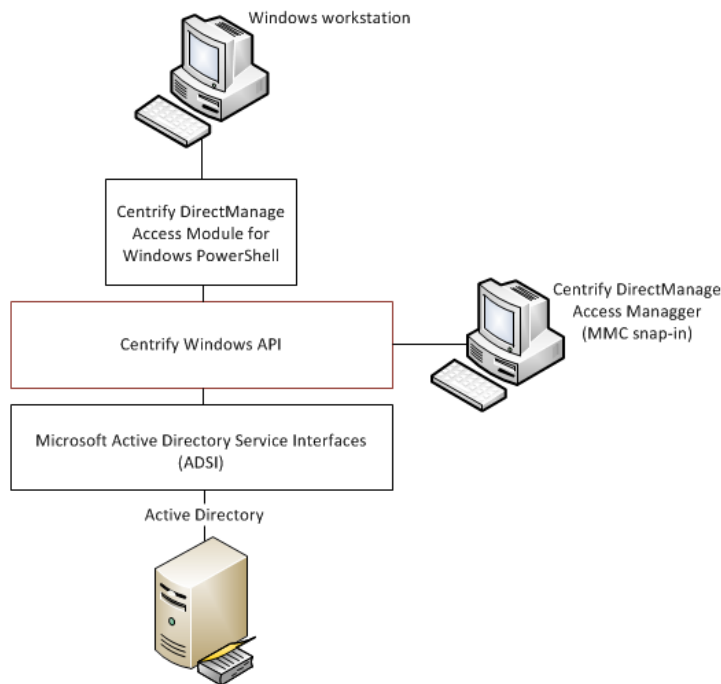 Windows workstation
Centrify DirectManage
Access Module for
Windows PowerShell
Centrify DirectManage
Access Managger
(MMC snap-in)
Centrify Windows API
Microsoft Active Directory Service Interfaces
(ADSI)
Active Directory